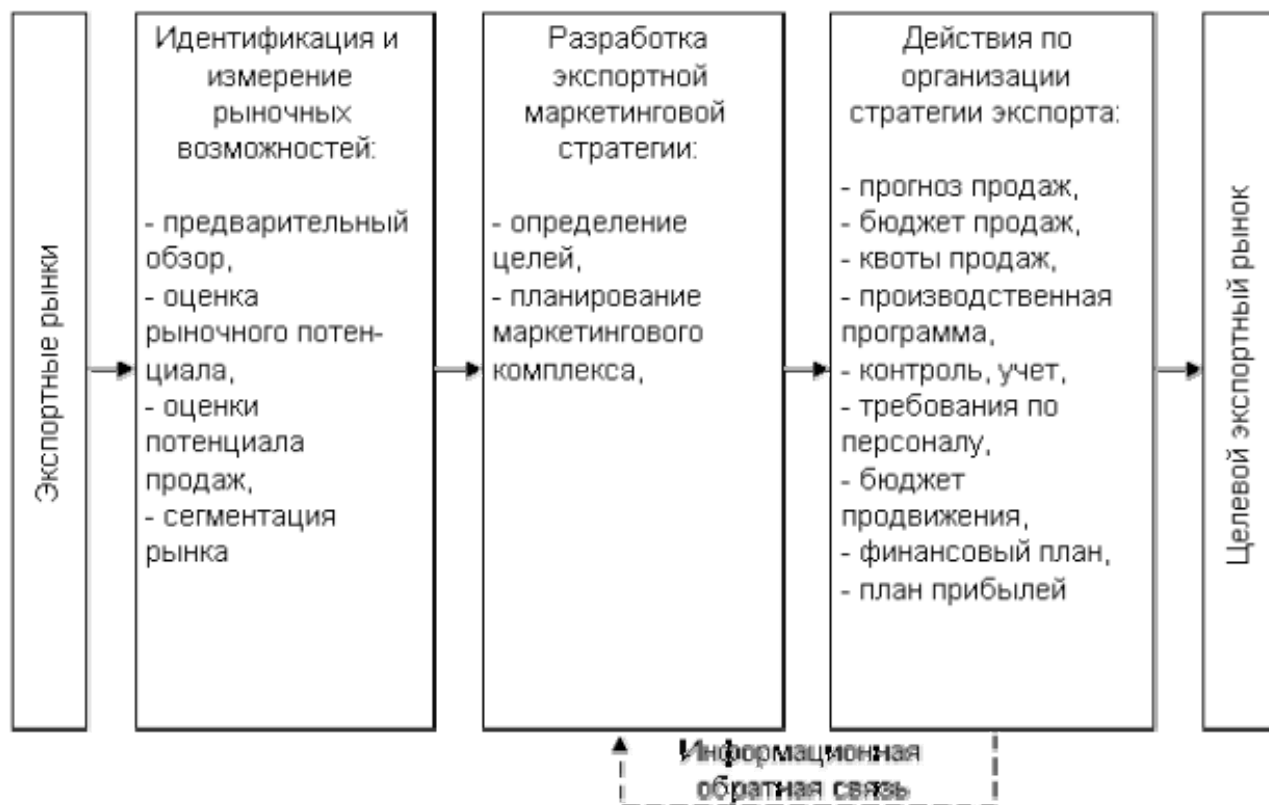 Экспортные рынки
Идентификация и
измерение
рыночных
возможностей:
- предварительный
обзор,
- оценка
рыночного потен-
циала,
- оценки
потенциала
продаж,
- сегментация
рынка
Разработка
экспортной
маркетинговой
стратегии:
- определение
целей,
- планирование
маркетингового
комплекса,
Действия по
организации
стратегии экспорта:
- прогноз продаж,
- бюджет продаж,
- квоты продаж,
- производственная
программа,
- контроль, учет,
- требования по
персоналу,
- бюджет
продвижения,
- финансовый план,
- план прибылей
Целевой экспортный рынок
Информационная
обратная связь